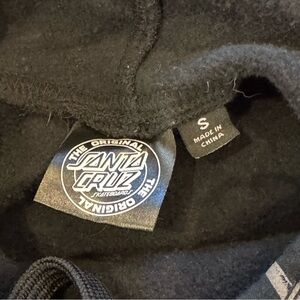 THE ORIGINAL
SANTA
CRUZ
SKATEBOARDS
THE ORIGINAL
S
MADE IN
CHINA